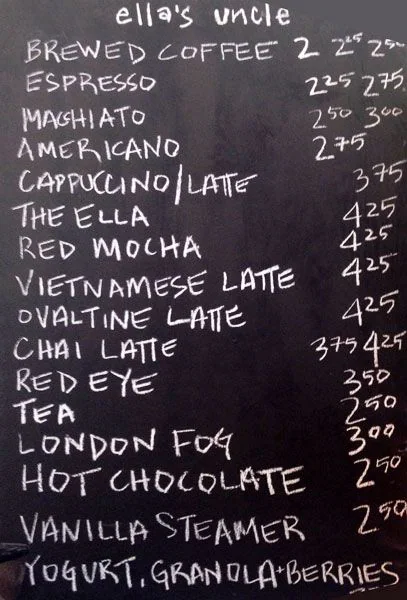 ella's uncle
BREWED COFFEE 2 2²⁵ 2⁵⁰
ESPRESSO 2²⁵ 2⁷⁵
MACCHIATO 2⁵⁰ 3⁰⁰
AMERICANO 2⁷⁵
CAPPUCCINO/LATTE 3⁷⁵
THE ELLA 4²⁵
RED MOCHA 4²⁵
VIETNAMESE LATTE 4²⁵
OVALTINE LATTE 4²⁵
CHAI LATTE 3⁷⁵ 4²⁵
RED EYE 3⁵⁰
TEA 2⁵⁰
LONDON FOG 3⁰⁰
HOT CHOCOLATE 2⁵⁰
VANILLA STEAMER 2⁵⁰
YOGURT, GRANOLA+BERRIES